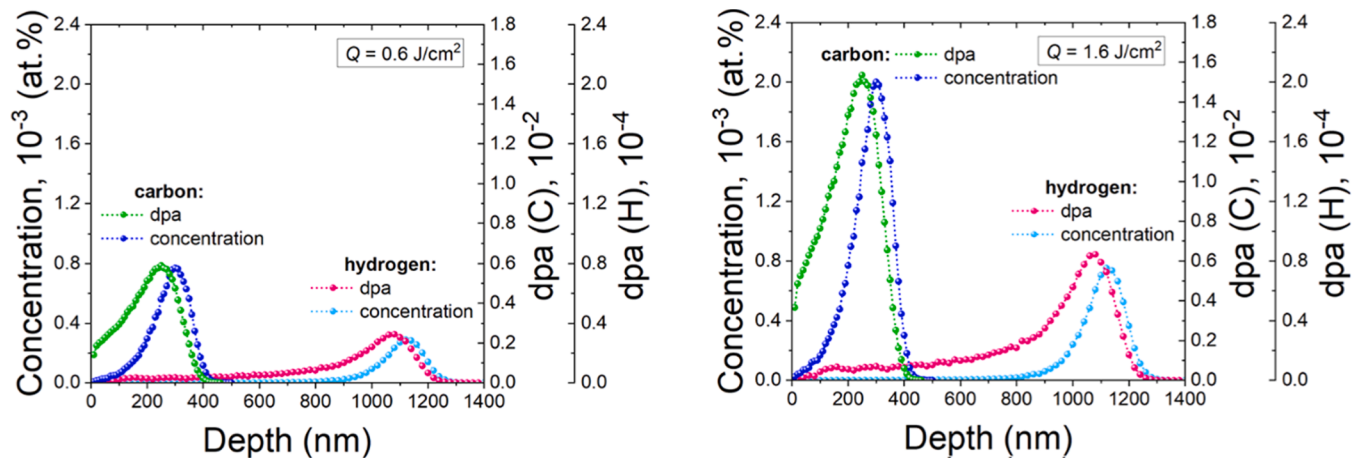 Concentration, 10-3 (at.%)
2.4
2.0
1.6
1.2
0.8
0.4
0.0
Q = 0.6 J/cm2
carbon:
dpa
concentration
hydrogen:
dpa
concentration
0 200 400 600 800 1000 1200 1400
Depth (nm)
1.8
1.6
1.4
1.2
1.0
0.8
0.6
0.4
0.2
0.0
dpa (C), 10-2
2.4
2.0
1.6
1.2
0.8
0.4
0.0
dpa (H), 10-4
Concentration, 10-3 (at.%)
2.4
2.0
1.6
1.2
0.8
0.4
0.0
carbon:
dpa
concentration
Q = 1.6 J/cm2
hydrogen:
dpa
concentration
0 200 400 600 800 1000 1200 1400
Depth (nm)
1.8
1.6
1.4
1.2
1.0
0.8
0.6
0.4
0.2
0.0
dpa (C), 10-2
2.4
2.0
1.6
1.2
0.8
0.4
0.0
dpa (H), 10-4